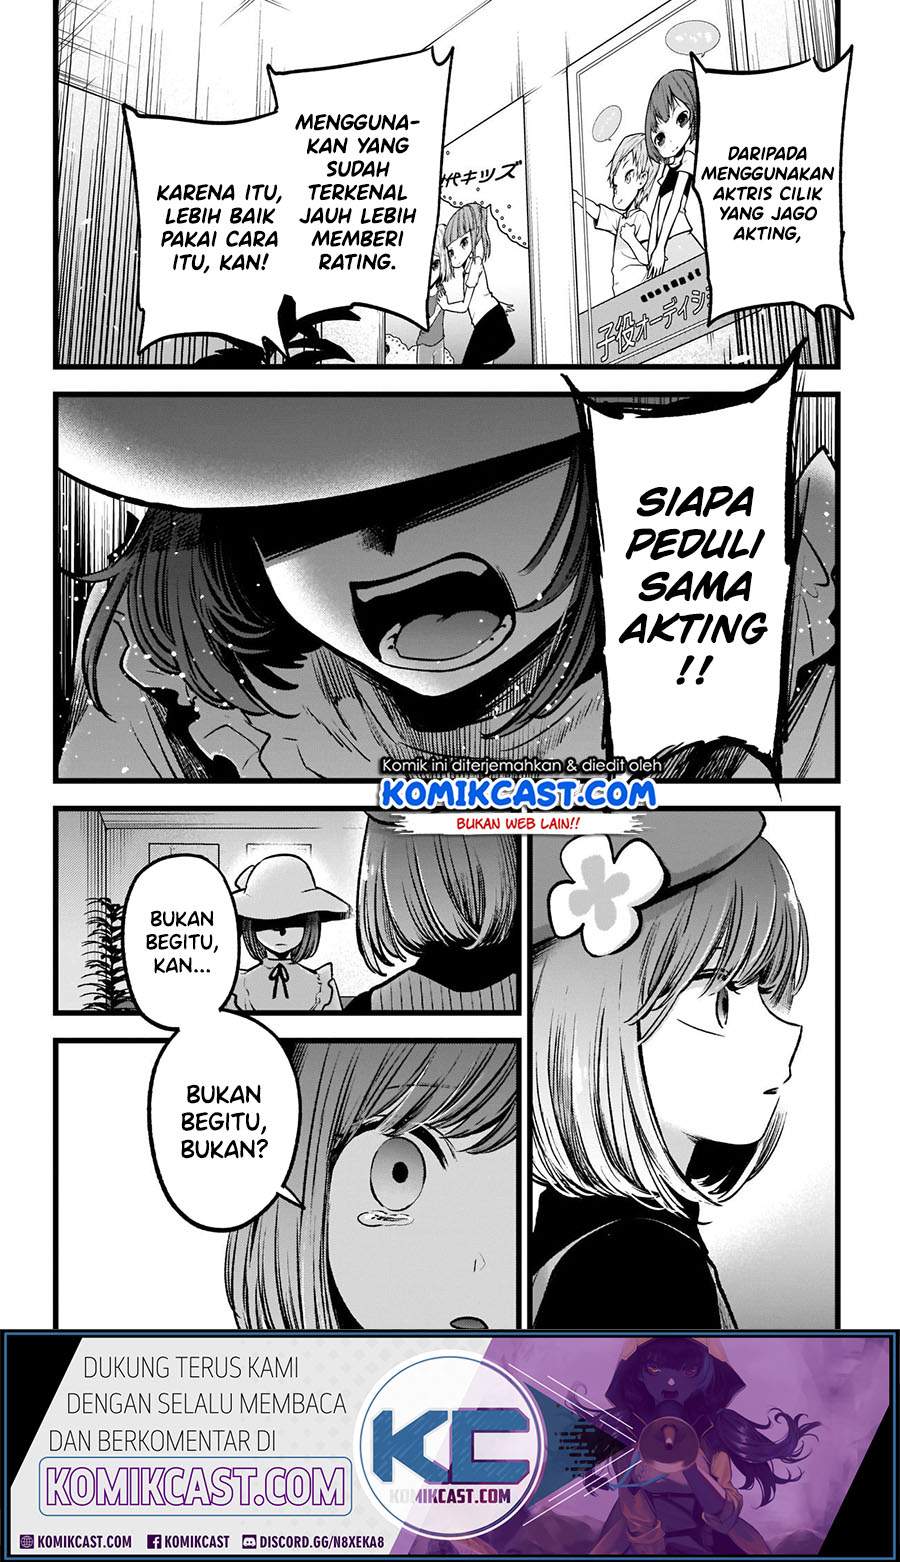 DARIPADA
MENGGUNAKAN
AKTRIS CILIK
YANG JAGO
AKTING,
MENGGUNA-
KAN YANG
SUDAH
TERKENAL
JAUH LEBIH
MEMBERI
RATING.
KARENA ITU,
LEBIH BAIK
PAKAI CARA
ITU, KAN!
代キッズ
子役オーディシ
SIAPA
PEDULI
SAMA
AKTING
!!
Komik ini diterjemahkan & diedit oleh
KOMIKCAST.COM
BUKAN WEB LAIN!!
BUKAN
BEGITU,
KAN...
BUKAN
BEGITU,
BUKAN?
DUKUNG TERUS KAMI
DENGAN SELALU MEMBACA
DAN BERKOMENTAR DI
KOMIKCAST.COM
KC
KOMIKCAST.COM
KOMIKCAST.COM
KOMIKCAST.COM
DISCORD.GG/N8XEKA8